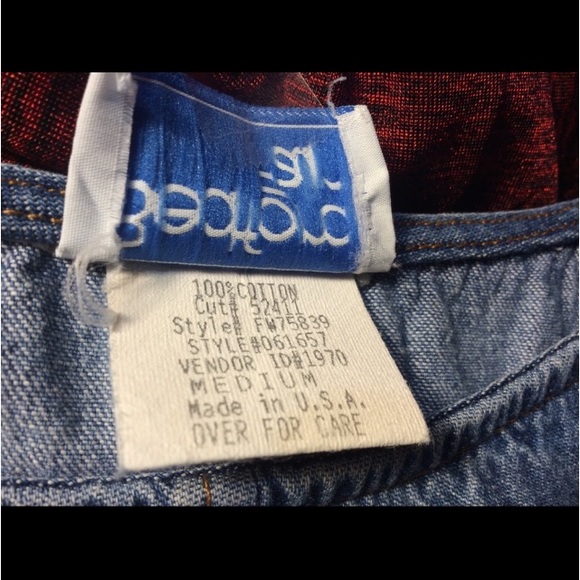 100% COTTON
Cut# 52411
Style# FW75839
STYLE#061657
VENDOR ID#1970
MEDIUM
Made in U.S.A.
OVER FOR CARE